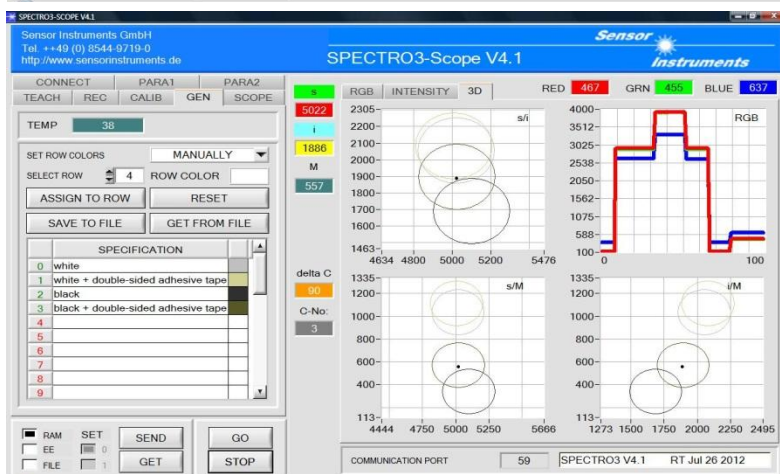 SPECTRO3-SCOPE V4.1
Sensor Instruments GmbH
Tel. ++49 (0) 8544-9719-0
http://www.sensorinstruments.de
SPECTRO3-Scope V4.1
Sensor Instruments
CONNECT PARA1 PARA2
TEACH REC CALIB GEN SCOPE
TEMP 38
SET ROW COLORS MANUALLY
SELECT ROW 4 ROW COLOR
ASSIGN TO ROW RESET
SAVE TO FILE GET FROM FILE
SPECIFICATION
0 white
1 white + double-sided adhesive tape
2 black
3 black + double-sided adhesive tape
4
5
6
7
8
9
RAM SET SEND GO
EE 0
FILE 1 GET STOP
s
5022
i
1886
M
557
delta C
90
C-No:
3
RGB INTENSITY 3D RED 467 GRN 455 BLUE 637
s/i
2305-
2200-
2100-
2000-
1900-
1800-
1700-
1600-
1463-
4634 4800 5000 5200 5476
RGB
4000-
3512-
3025-
2538-
2050-
1562-
1075-
588-
100-
0 100
s/M
1335-
1200-
1000-
800-
600-
400-
113-
4444 4750 5000 5250 5666
i/M
1335-
1200-
1000-
800-
600-
400-
113-
1273 1500 1750 2000 2250 2495
COMMUNICATION PORT 59 SPECTRO3 V4.1 RT Jul 26 2012